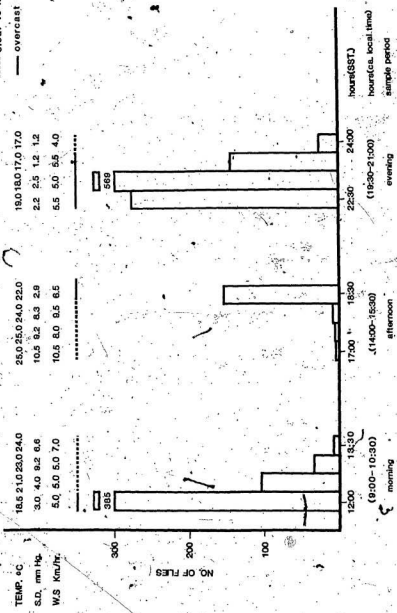 overcast
TEMP. °C 18.5 21.0 23.0 24.0 25.0 25.0 24.0 22.0 19.0 18.0 17.0 17.0
S.D. mm Hg. 3.0 4.0 9.2 6.6 10.5 9.2 8.3 2.9 2.2 2.5 1.2 1.2
W.S Km./hr. 5.0 5.0 5.0 7.0 10.5 8.0 9.5 6.5 5.5 5.0 5.5 4.0
385 569
300
200
100
NO. OF FLIES
12:00 13:30 17:00 18:30 22:30 24:00 hours(SST.)
(9:00-10:30) (14:00-15:30) (19:30-21:00) hours(ca. local time)
morning afternoon evening sample period